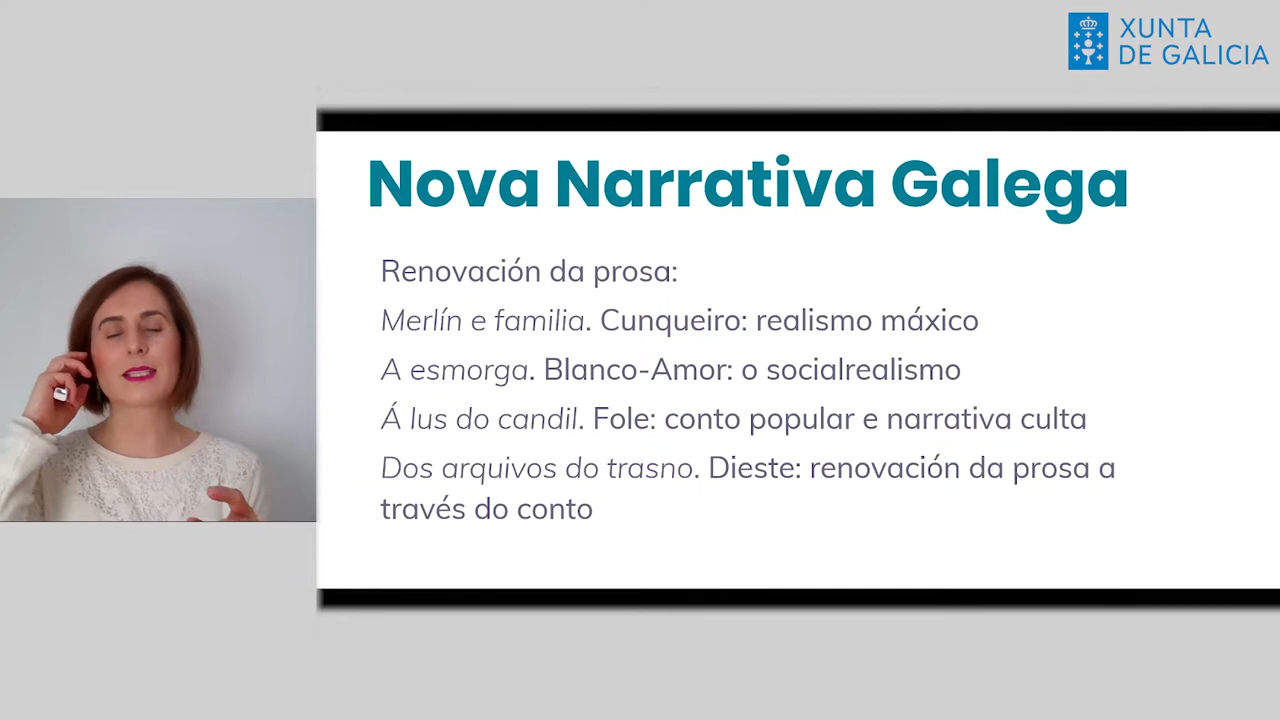 XUNTA
DE GALICIA
Nova Narrativa Galega
Renovación da prosa:
Merlín e familia. Cunqueiro: realismo máxico
A esmorga. Blanco-Amor: o socialrealismo
Á lus do candil. Fole: conto popular e narrativa culta
Dos arquivos do trasno. Dieste: renovación da prosa a
través do conto